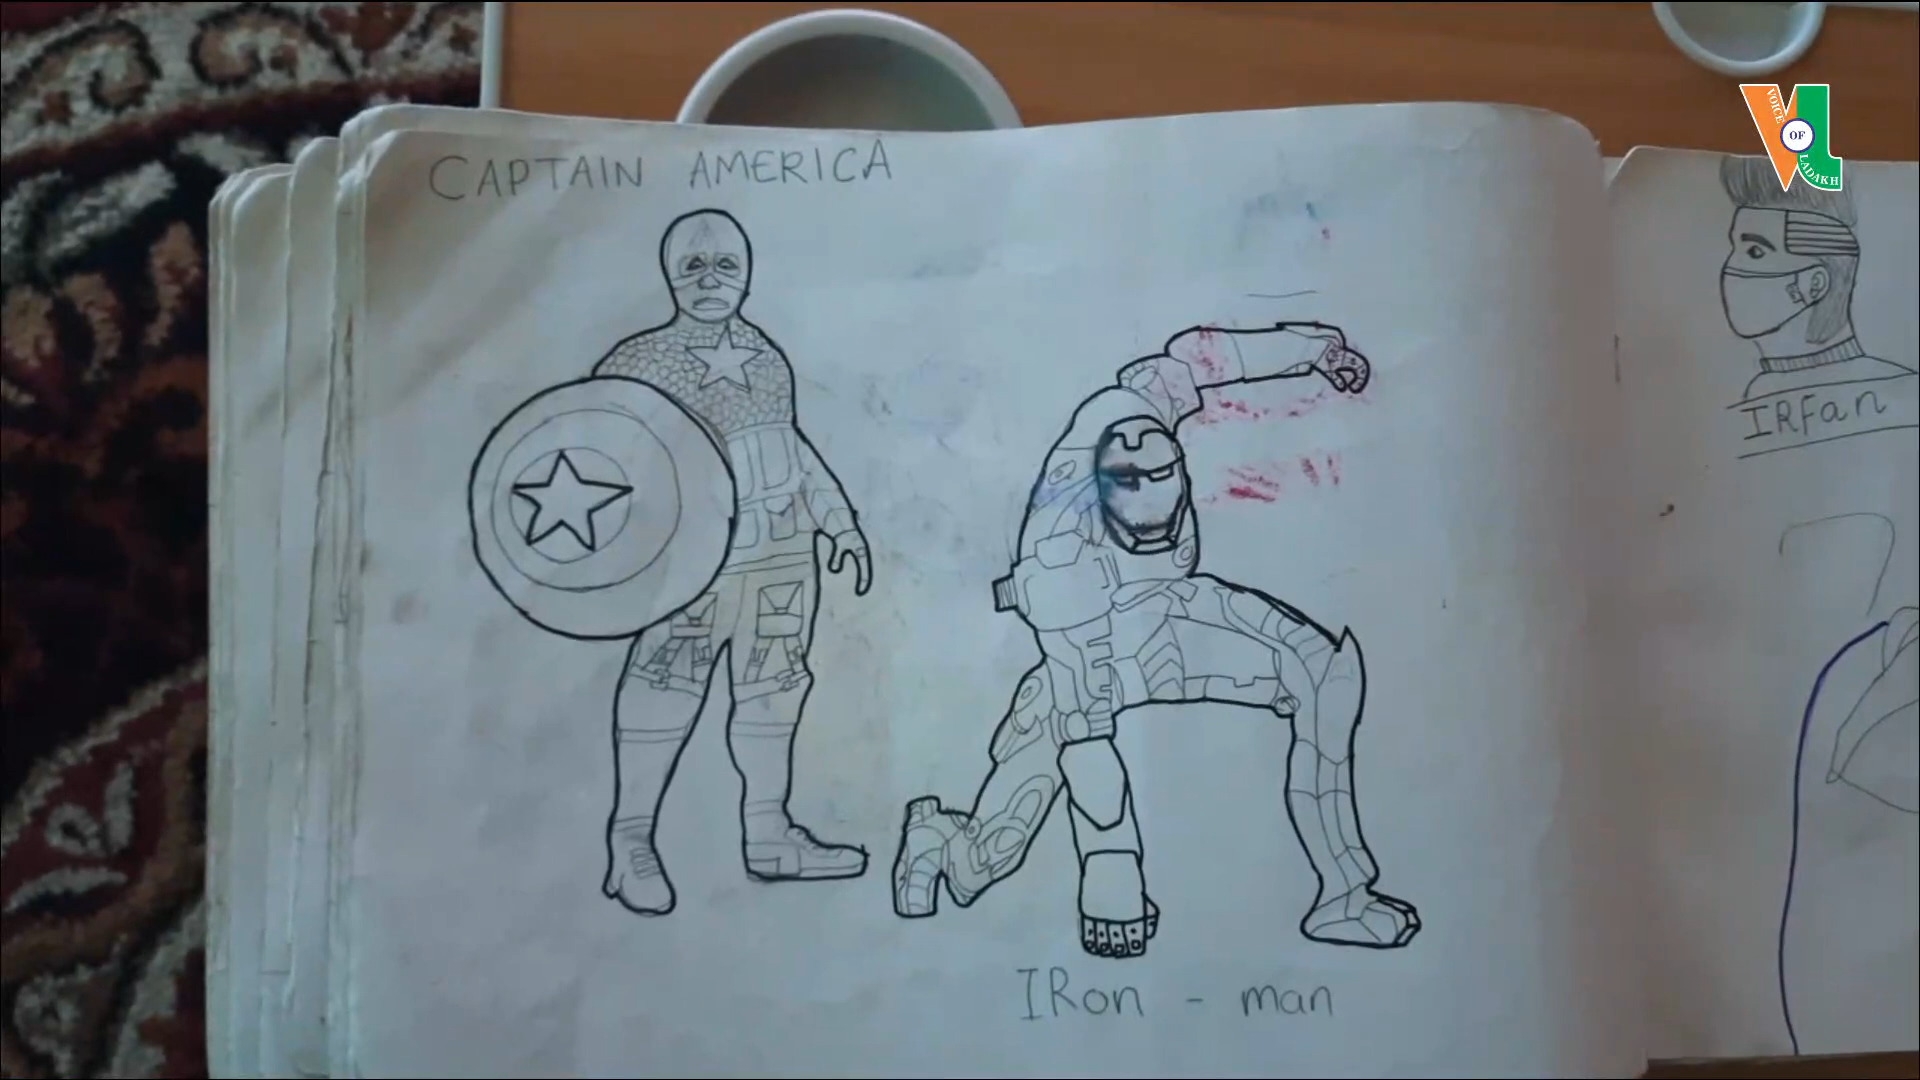 CAPTAIN AMERICA
VOICE
OF
LADAKH
IRFan
IRon - man